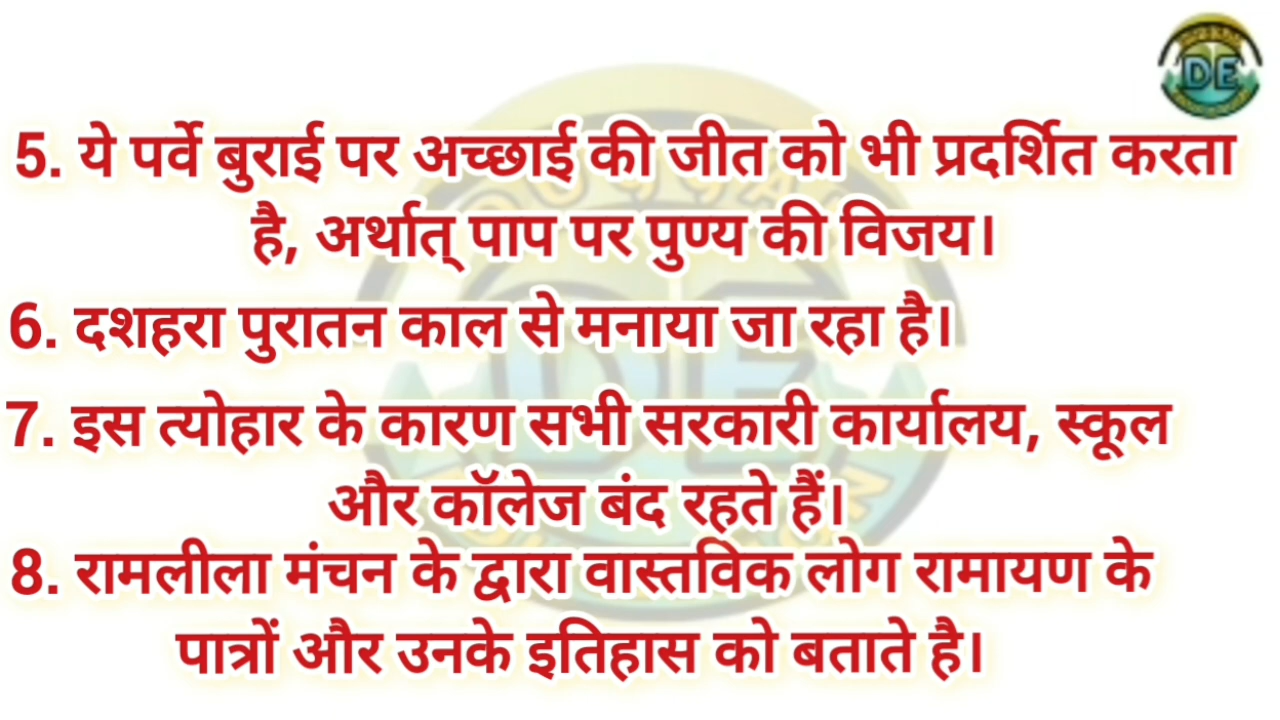 DE
5. ये पर्वे बुराई पर अच्छाई की जीत को भी प्रदर्शित करता
है, अर्थात् पाप पर पुण्य की विजय।
6. दशहरा पुरातन काल से मनाया जा रहा है।
7. इस त्योहार के कारण सभी सरकारी कार्यालय, स्कूल
और कॉलेज बंद रहते हैं।
8. रामलीला मंचन के द्वारा वास्तविक लोग रामायण के
पात्रों और उनके इतिहास को बताते है।